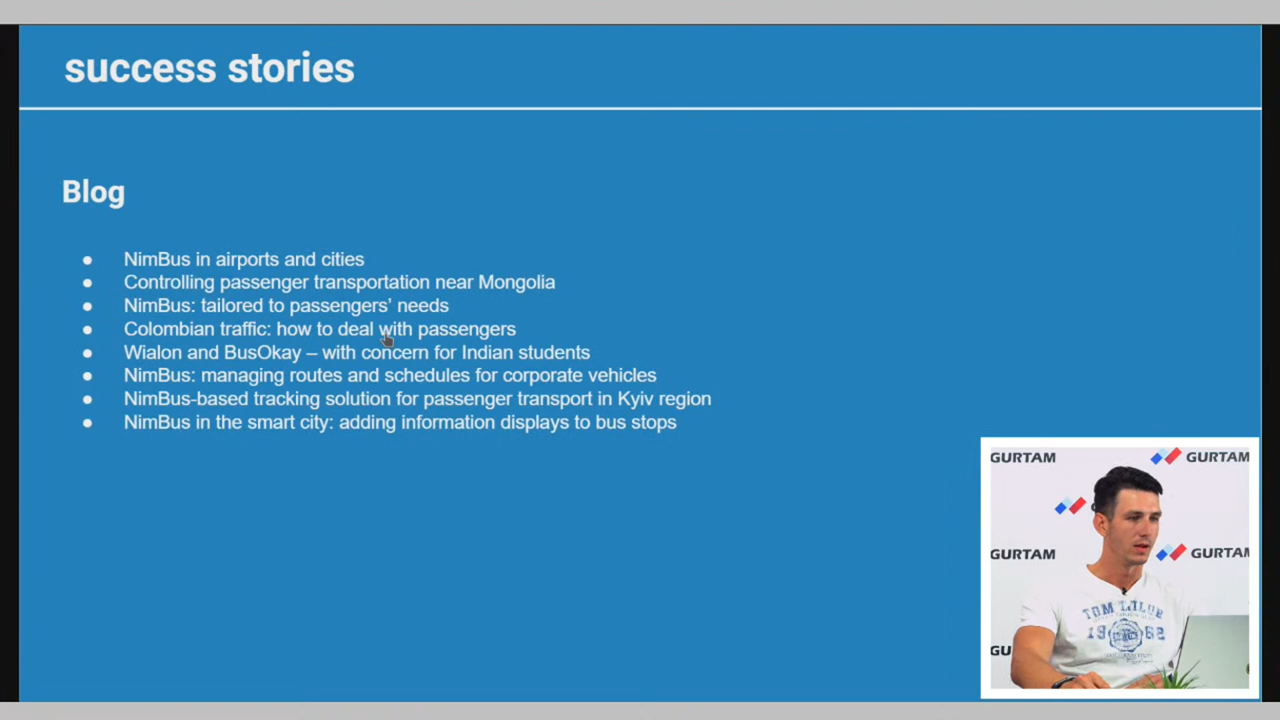 success stories
Blog
● NimBus in airports and cities
● Controlling passenger transportation near Mongolia
● NimBus: tailored to passengers’ needs
● Colombian traffic: how to deal with passengers
● Wialon and BusOkay – with concern for Indian students
● NimBus: managing routes and schedules for corporate vehicles
● NimBus-based tracking solution for passenger transport in Kyiv region
● NimBus in the smart city: adding information displays to bus stops
GURTAM
GURTAM
GURTAM
GURTAM
TOM
1962